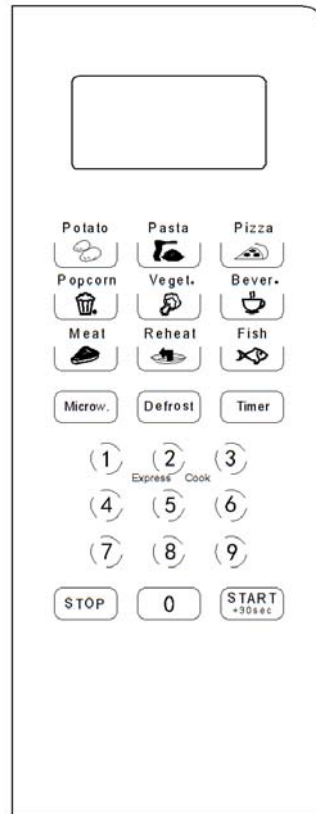 Potato Pasta Pizza
Popcorn Veget. Bever.
Meat Reheat Fish
Microw. Defrost Timer
1 2 3
Express Cook
4 5 6
7 8 9
STOP 0 START
+30sec